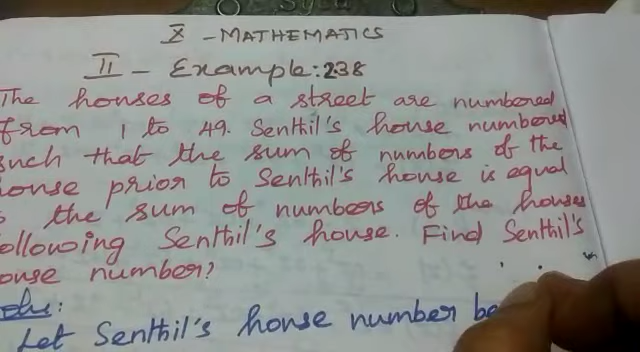 X - MATHEMATICS
II - Example: 2.38
The houses of a street are numbered
from 1 to 49. Senthil's house numbered
such that the sum of numbers of the
house prior to Senthil's house is equal
the sum of numbers of the houses
following Senthil's house. Find Senthil's
house number?
Soln:
Let Senthil's house number be